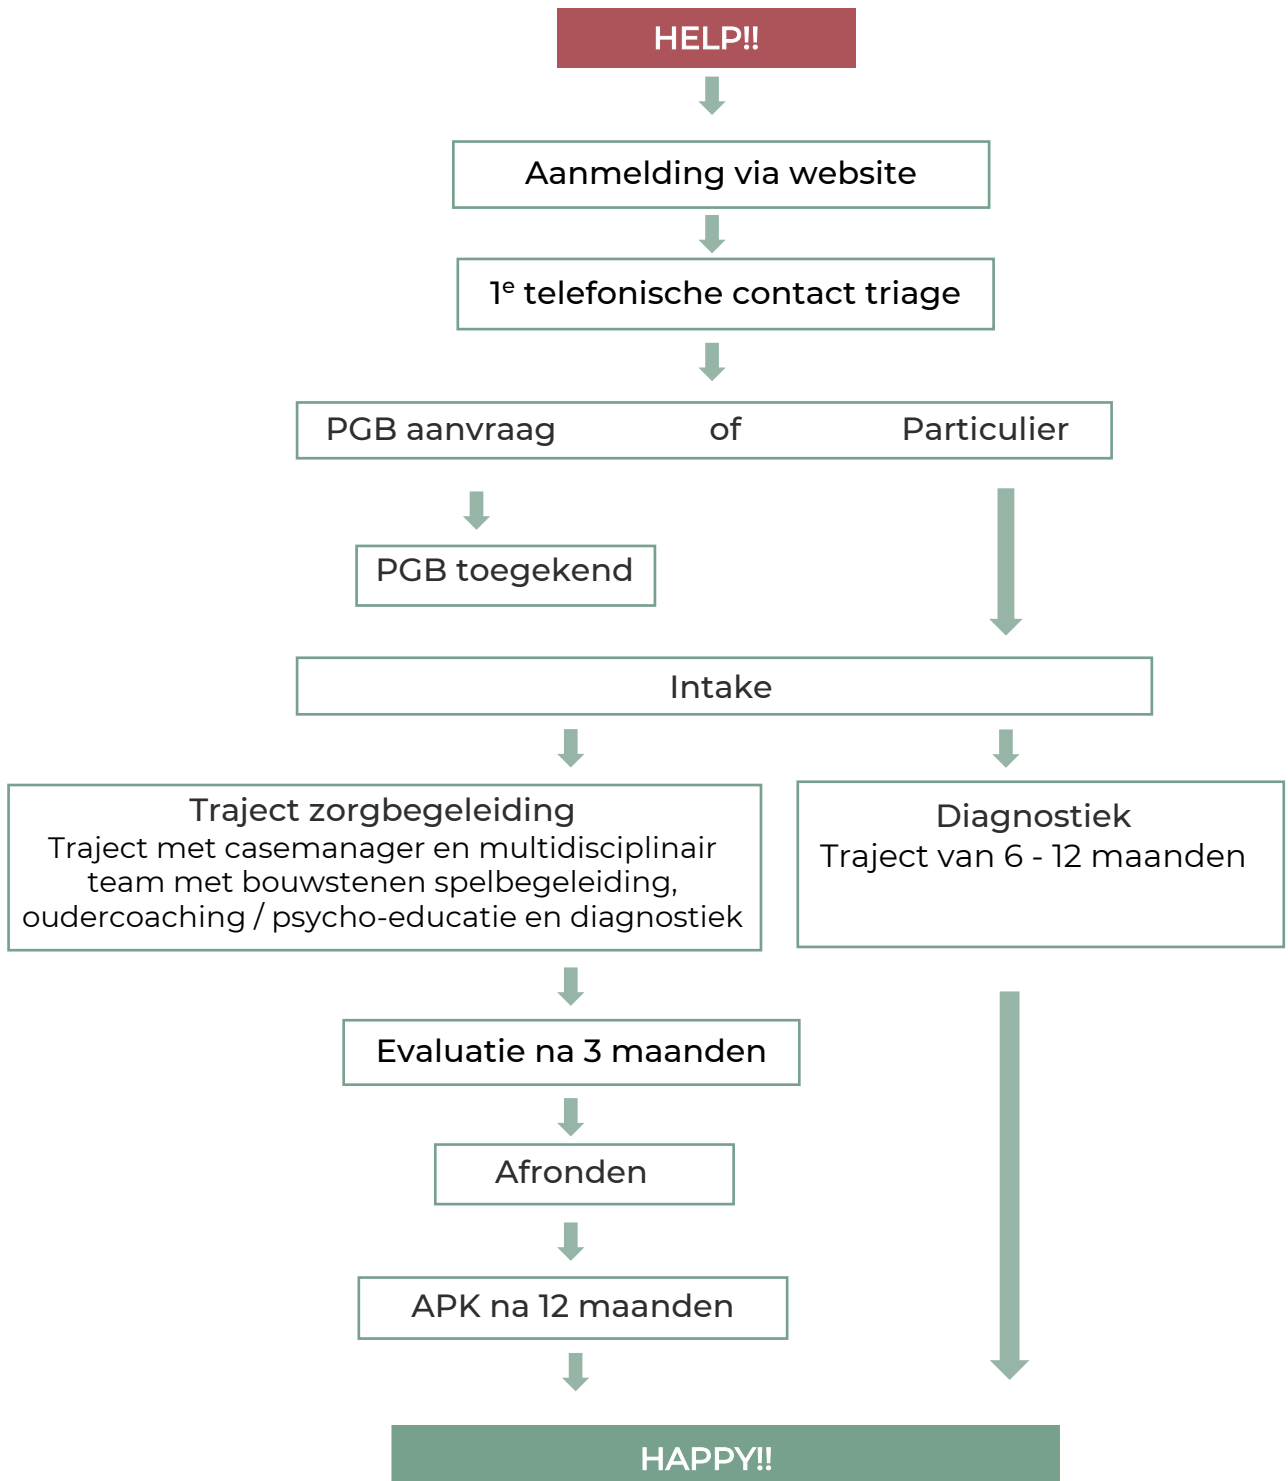 HELP!!
Aanmelding via website
1e telefonische contact triage
PGB aanvraag of Particulier
PGB toegekend
Intake
Traject zorgbegeleiding
Traject met casemanager en multidisciplinair
team met bouwstenen spelbegeleiding,
oudercoaching / psycho-educatie en diagnostiek
Diagnostiek
Traject van 6 - 12 maanden
Evaluatie na 3 maanden
Afronden
APK na 12 maanden
HAPPY!!